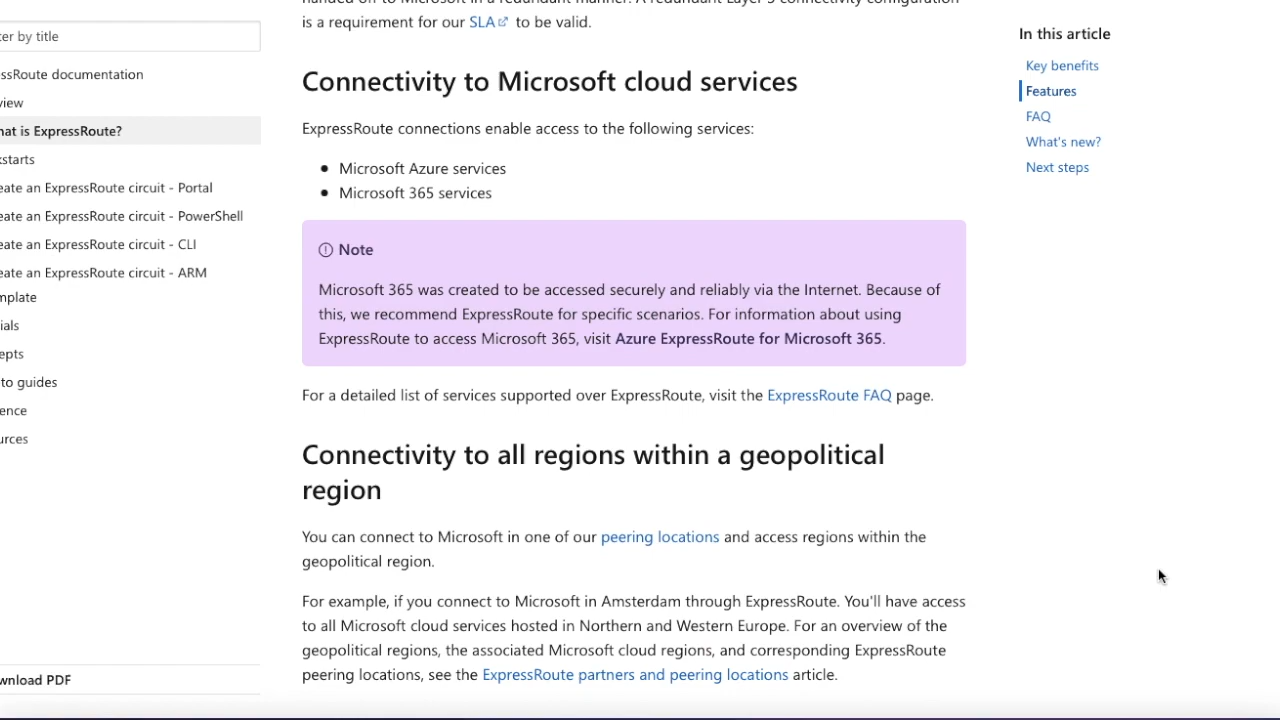 is a requirement for our SLA to be valid.
In this article
er by title
Key benefits
ssRoute documentation
Connectivity to Microsoft cloud services
Features
view
FAQ
ExpressRoute connections enable access to the following services:
hat is ExpressRoute?
What's new?
kstarts
Microsoft Azure services
Next steps
eate an ExpressRoute circuit - Portal
Microsoft 365 services
eate an ExpressRoute circuit - PowerShell
eate an ExpressRoute circuit - CLI
Note
eate an ExpressRoute circuit - ARM
mplate
Microsoft 365 was created to be accessed securely and reliably via the Internet. Because of
this, we recommend ExpressRoute for specific scenarios. For information about using
ExpressRoute to access Microsoft 365, visit Azure ExpressRoute for Microsoft 365.
ials
epts
to guides
For a detailed list of services supported over ExpressRoute, visit the ExpressRoute FAQ page.
ence
urces
Connectivity to all regions within a geopolitical
region
You can connect to Microsoft in one of our peering locations and access regions within the
geopolitical region.
For example, if you connect to Microsoft in Amsterdam through ExpressRoute. You'll have access
to all Microsoft cloud services hosted in Northern and Western Europe. For an overview of the
geopolitical regions, the associated Microsoft cloud regions, and corresponding ExpressRoute
peering locations, see the ExpressRoute partners and peering locations article.
wnload PDF